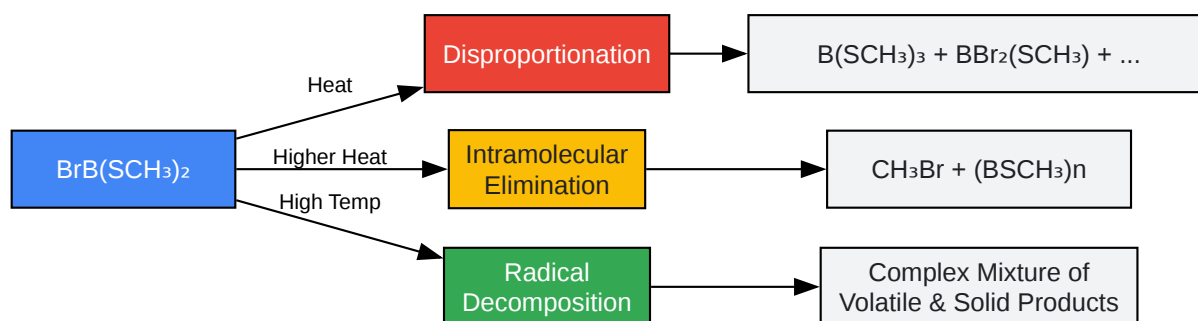 Disproportionation
B(SCH₃)₃ + BBr₂(SCH₃) + ...
Heat
BrB(SCH₃)₂
Higher Heat
Intramolecular
Elimination
CH₃Br + (BSCH₃)n
High Temp
Radical
Decomposition
Complex Mixture of
Volatile & Solid Products